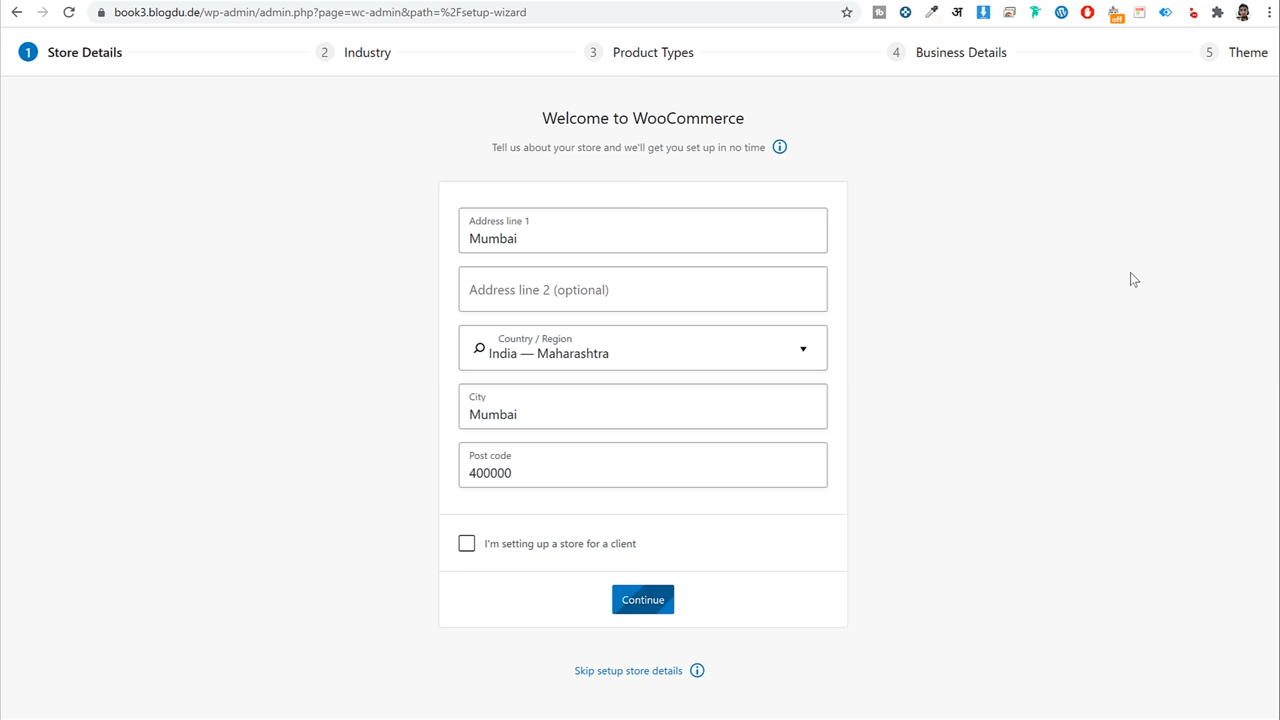 book3.blogdu.de/wp-admin/admin.php?page=wc-admin&path=%2Fsetup-wizard
अ
off
1 Store Details 2 Industry 3 Product Types 4 Business Details 5 Theme
Welcome to WooCommerce
Tell us about your store and we'll get you set up in no time
Address line 1
Mumbai
Address line 2 (optional)
Country / Region
India — Maharashtra
City
Mumbai
Post code
400000
I'm setting up a store for a client
Continue
Skip setup store details